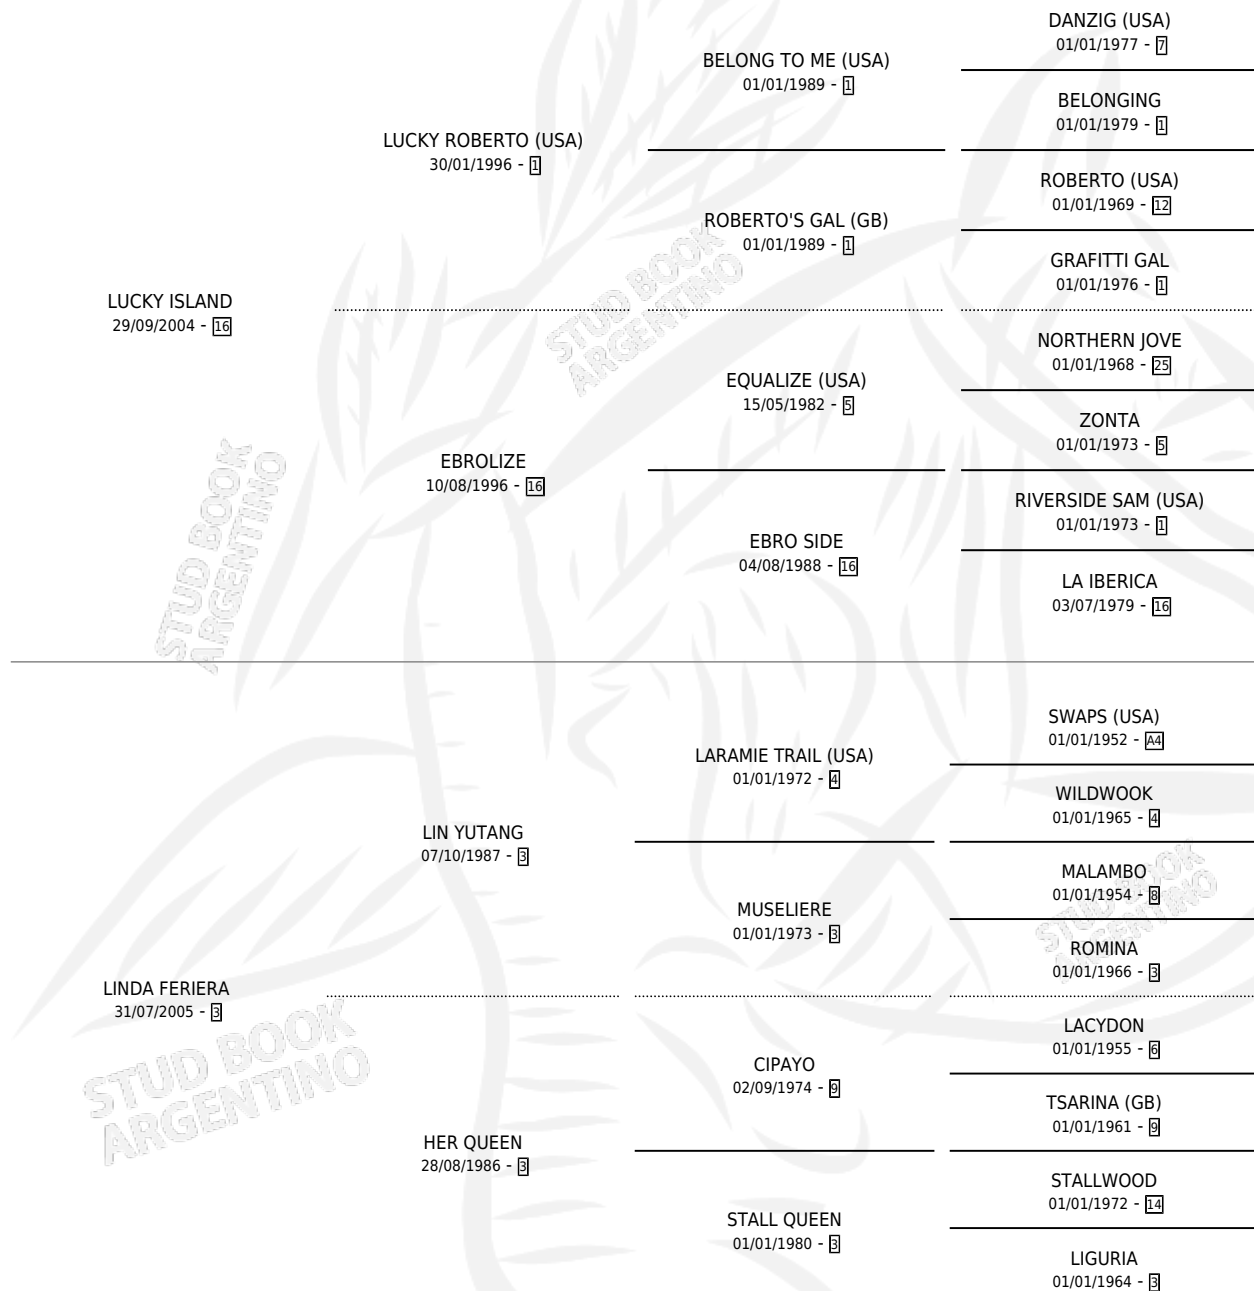 DANZIG (USA)
01/01/1977 - 7
BELONG TO ME (USA)
01/01/1989 - 1
BELONGING
01/01/1979 - 1
LUCKY ROBERTO (USA)
30/01/1996 - 1
ROBERTO (USA)
01/01/1969 - 12
ROBERTO'S GAL (GB)
01/01/1989 - 1
GRAFITTI GAL
01/01/1976 - 1
LUCKY ISLAND
29/09/2004 - 16
STUD BOOK
ARGENTINO
NORTHERN JOVE
01/01/1968 - 25
EQUALIZE (USA)
15/05/1982 - 5
ZONTA
01/01/1973 - 5
EBROLIZE
10/08/1996 - 16
RIVERSIDE SAM (USA)
01/01/1973 - 1
EBRO SIDE
04/08/1988 - 16
LA IBERICA
03/07/1979 - 16
STUD BOOK
ARGENTINO
SWAPS (USA)
01/01/1952 - A4
LARAMIE TRAIL (USA)
01/01/1972 - 4
WILDWOOK
01/01/1965 - 4
LIN YUTANG
07/10/1987 - 3
MALAMBO
01/01/1954 - 8
MUSELIERE
01/01/1973 - 3
STUD BOOK
ARGENTINO
ROMINA
01/01/1966 - 3
LINDA FERIERA
31/07/2005 - 3
LACYDON
01/01/1955 - 6
CIPAYO
02/09/1974 - 9
STUD BOOK
ARGENTINO
TSARINA (GB)
01/01/1961 - 9
HER QUEEN
28/08/1986 - 3
STALLWOOD
01/01/1972 - 14
STALL QUEEN
01/01/1980 - 3
LIGURIA
01/01/1964 - 3